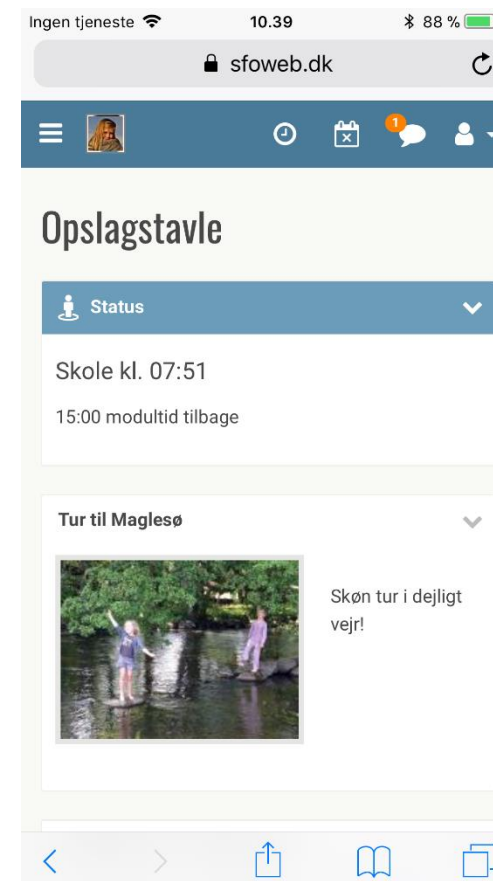 Ingen tjeneste 10.39 88 %
sfoweb.dk
1
Opslagstavle
Status
Skole kl. 07:51
15:00 modultid tilbage
Tur til Maglesø
Skøn tur i dejligt
vejr!